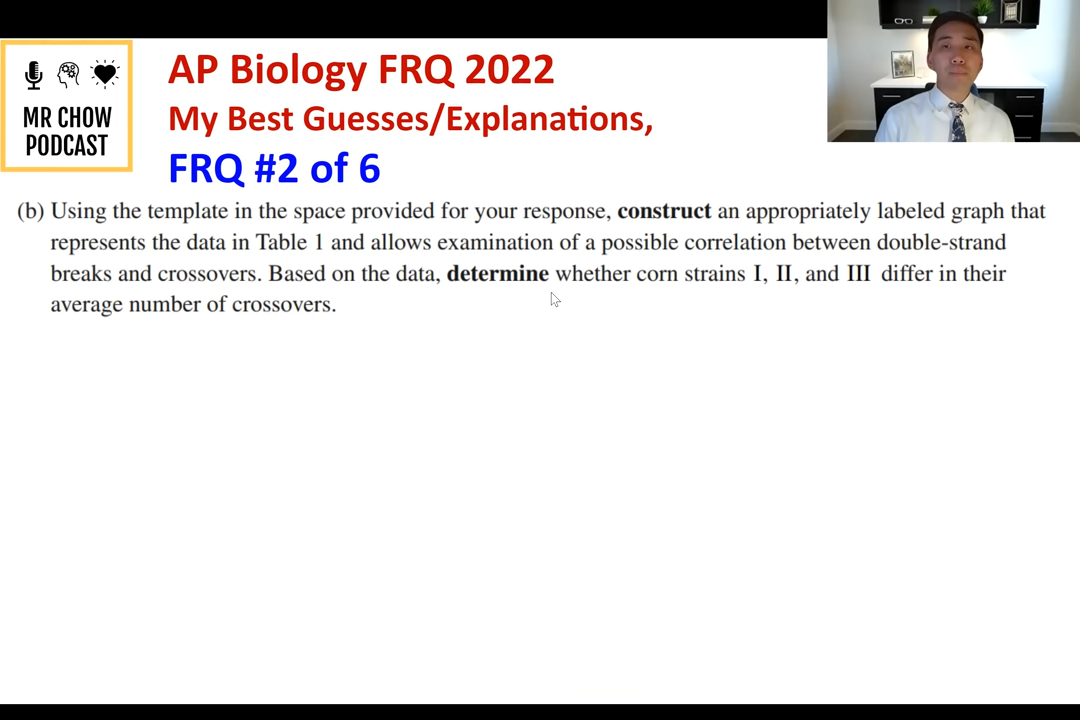 MR CHOW
PODCAST
AP Biology FRQ 2022
My Best Guesses/Explanations,
FRQ #2 of 6
(b) Using the template in the space provided for your response, construct an appropriately labeled graph that
represents the data in Table 1 and allows examination of a possible correlation between double-strand
breaks and crossovers. Based on the data, determine whether corn strains I, II, and III differ in their
average number of crossovers.